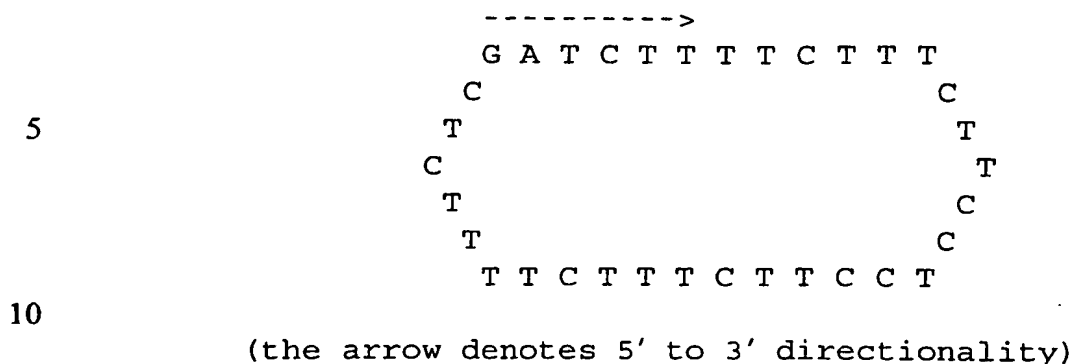 ---------->
G A T C T T T T C T T T
C C
5 T T
C T
T C
T C
T T C T T T C T T C C T
10
(the arrow denotes 5' to 3' directionality)